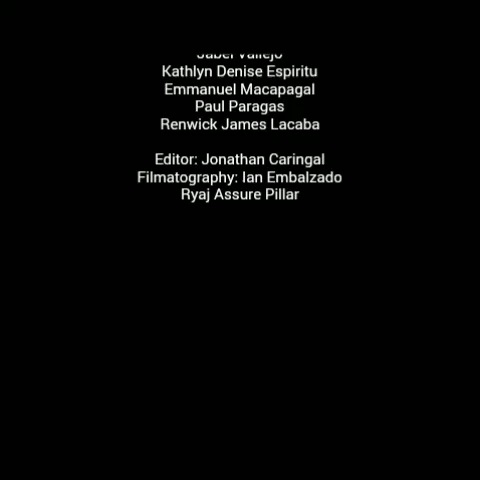 Vallejo
Kathlyn Denise Espiritu
Emmanuel Macapagal
Paul Paragas
Renwick James Lacaba
Editor: Jonathan Caringal
Filmatography: Ian Embalzado
Ryaj Assure Pillar